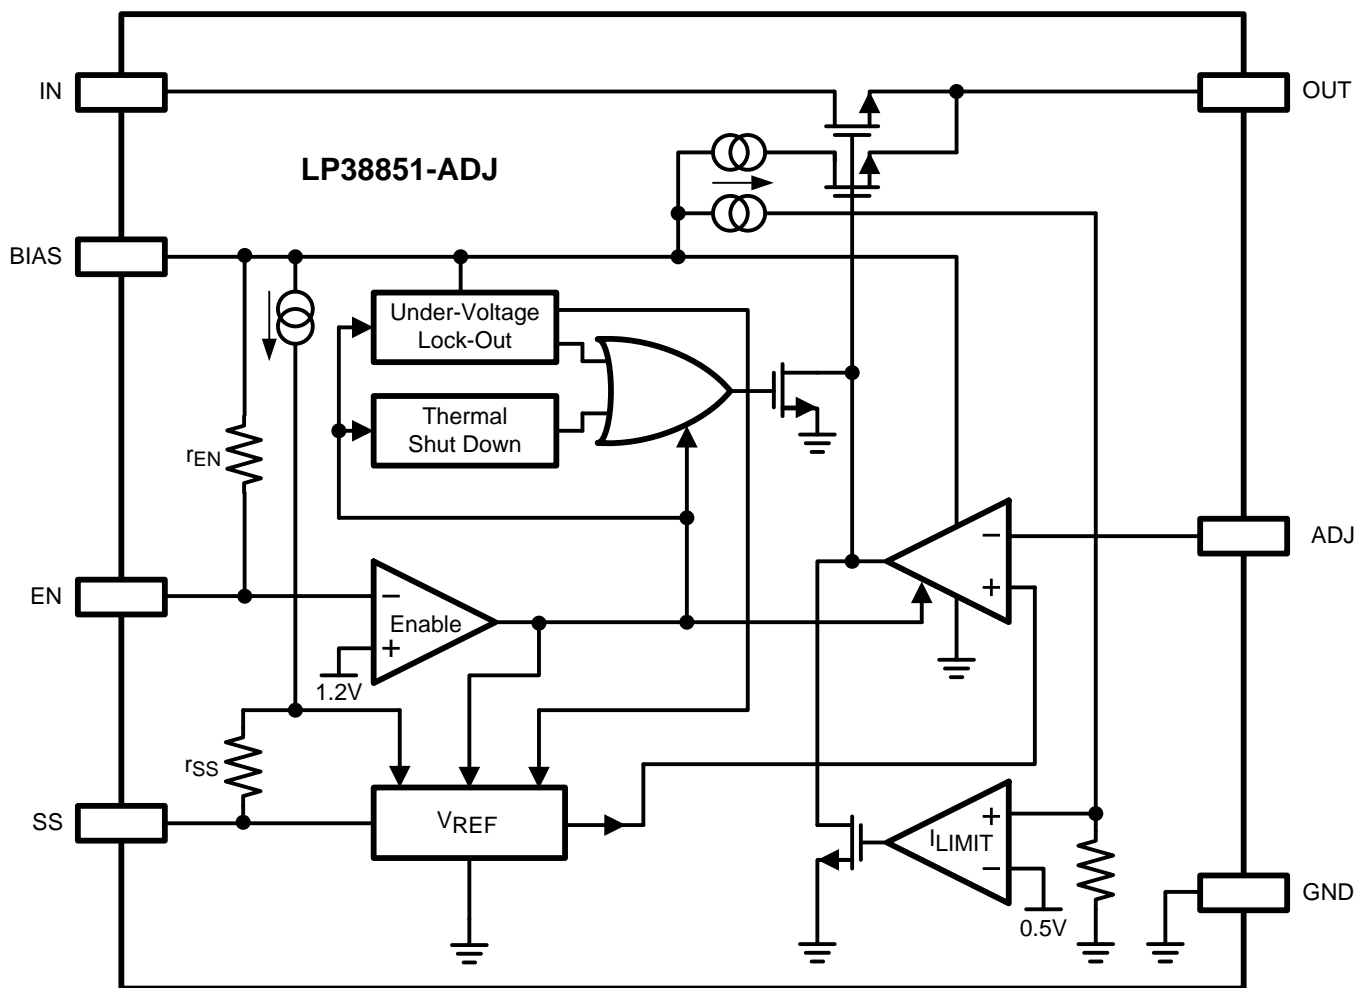 IN
OUT
LP38851-ADJ
BIAS
Under-Voltage
Lock-Out
Thermal
Shut Down
rEN
ADJ
−
+
EN
−
Enable
+
1.2V
rSS
SS
VREF
+
ILIMIT
−
0.5V
GND